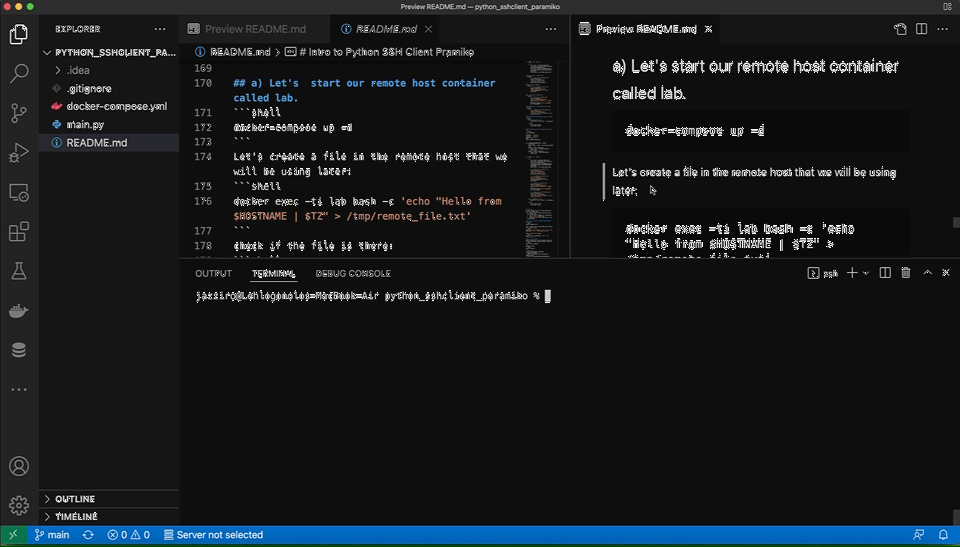 Preview README.md — python_sshclient_paramiko
EXPLORER
PYTHON_SSHCLIENT_PA...
.idea
.gitignore
docker-compose.yml
main.py
README.md
OUTLINE
TIMELINE
Preview README.md
README.md
README.md > # Intro to Python SSH Client Pramiko
169
170 ## a) Let's  start our remote host container
called lab.
171 ```shell
172 docker-compose up -d
173 ```
174 Let's create a file in the remote host that we
will be using later:
175 ```shell
176 docker exec -ti lab bash -c 'echo "Hello from
$HOSTNAME | $TZ" > /tmp/remote_file.txt'
177 ```
178 check if the file is there:
Preview README.md
a) Let's start our remote host container
called lab.
docker-compose up -d
Let's create a file in the remote host that we will be using
later:
docker exec -ti lab bash -c 'echo
"Hello from $HOSTNAME | $TZ" >
OUTPUT
TERMINAL
DEBUG CONSOLE
zsh
python_sshclient_paramiko %
main
0 0
Server not selected